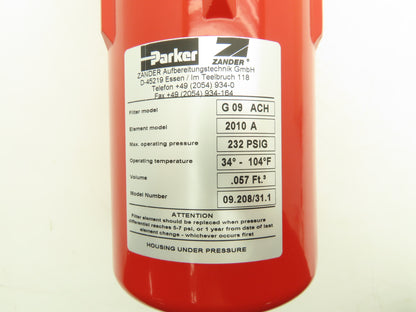 Parker ZANDER
ZANDER Aufbereitungstechnik GmbH
D-45219 Essen / Im Teelbruch 118
Telefon +49 (2054) 934-0
Fax +49 (2054) 934-164
Filter model G 09 ACH
Element model 2010 A
Max. operating pressure 232 PSIG
Operating temperature 34° - 104°F
Volume .057 Ft.³
Model Number 09.208/31.1
ATTENTION
Filter element should be replaced when pressure
differential reaches 5-7 psi, or 1 year from date of last
element change - whichever occurs first
HOUSING UNDER PRESSURE